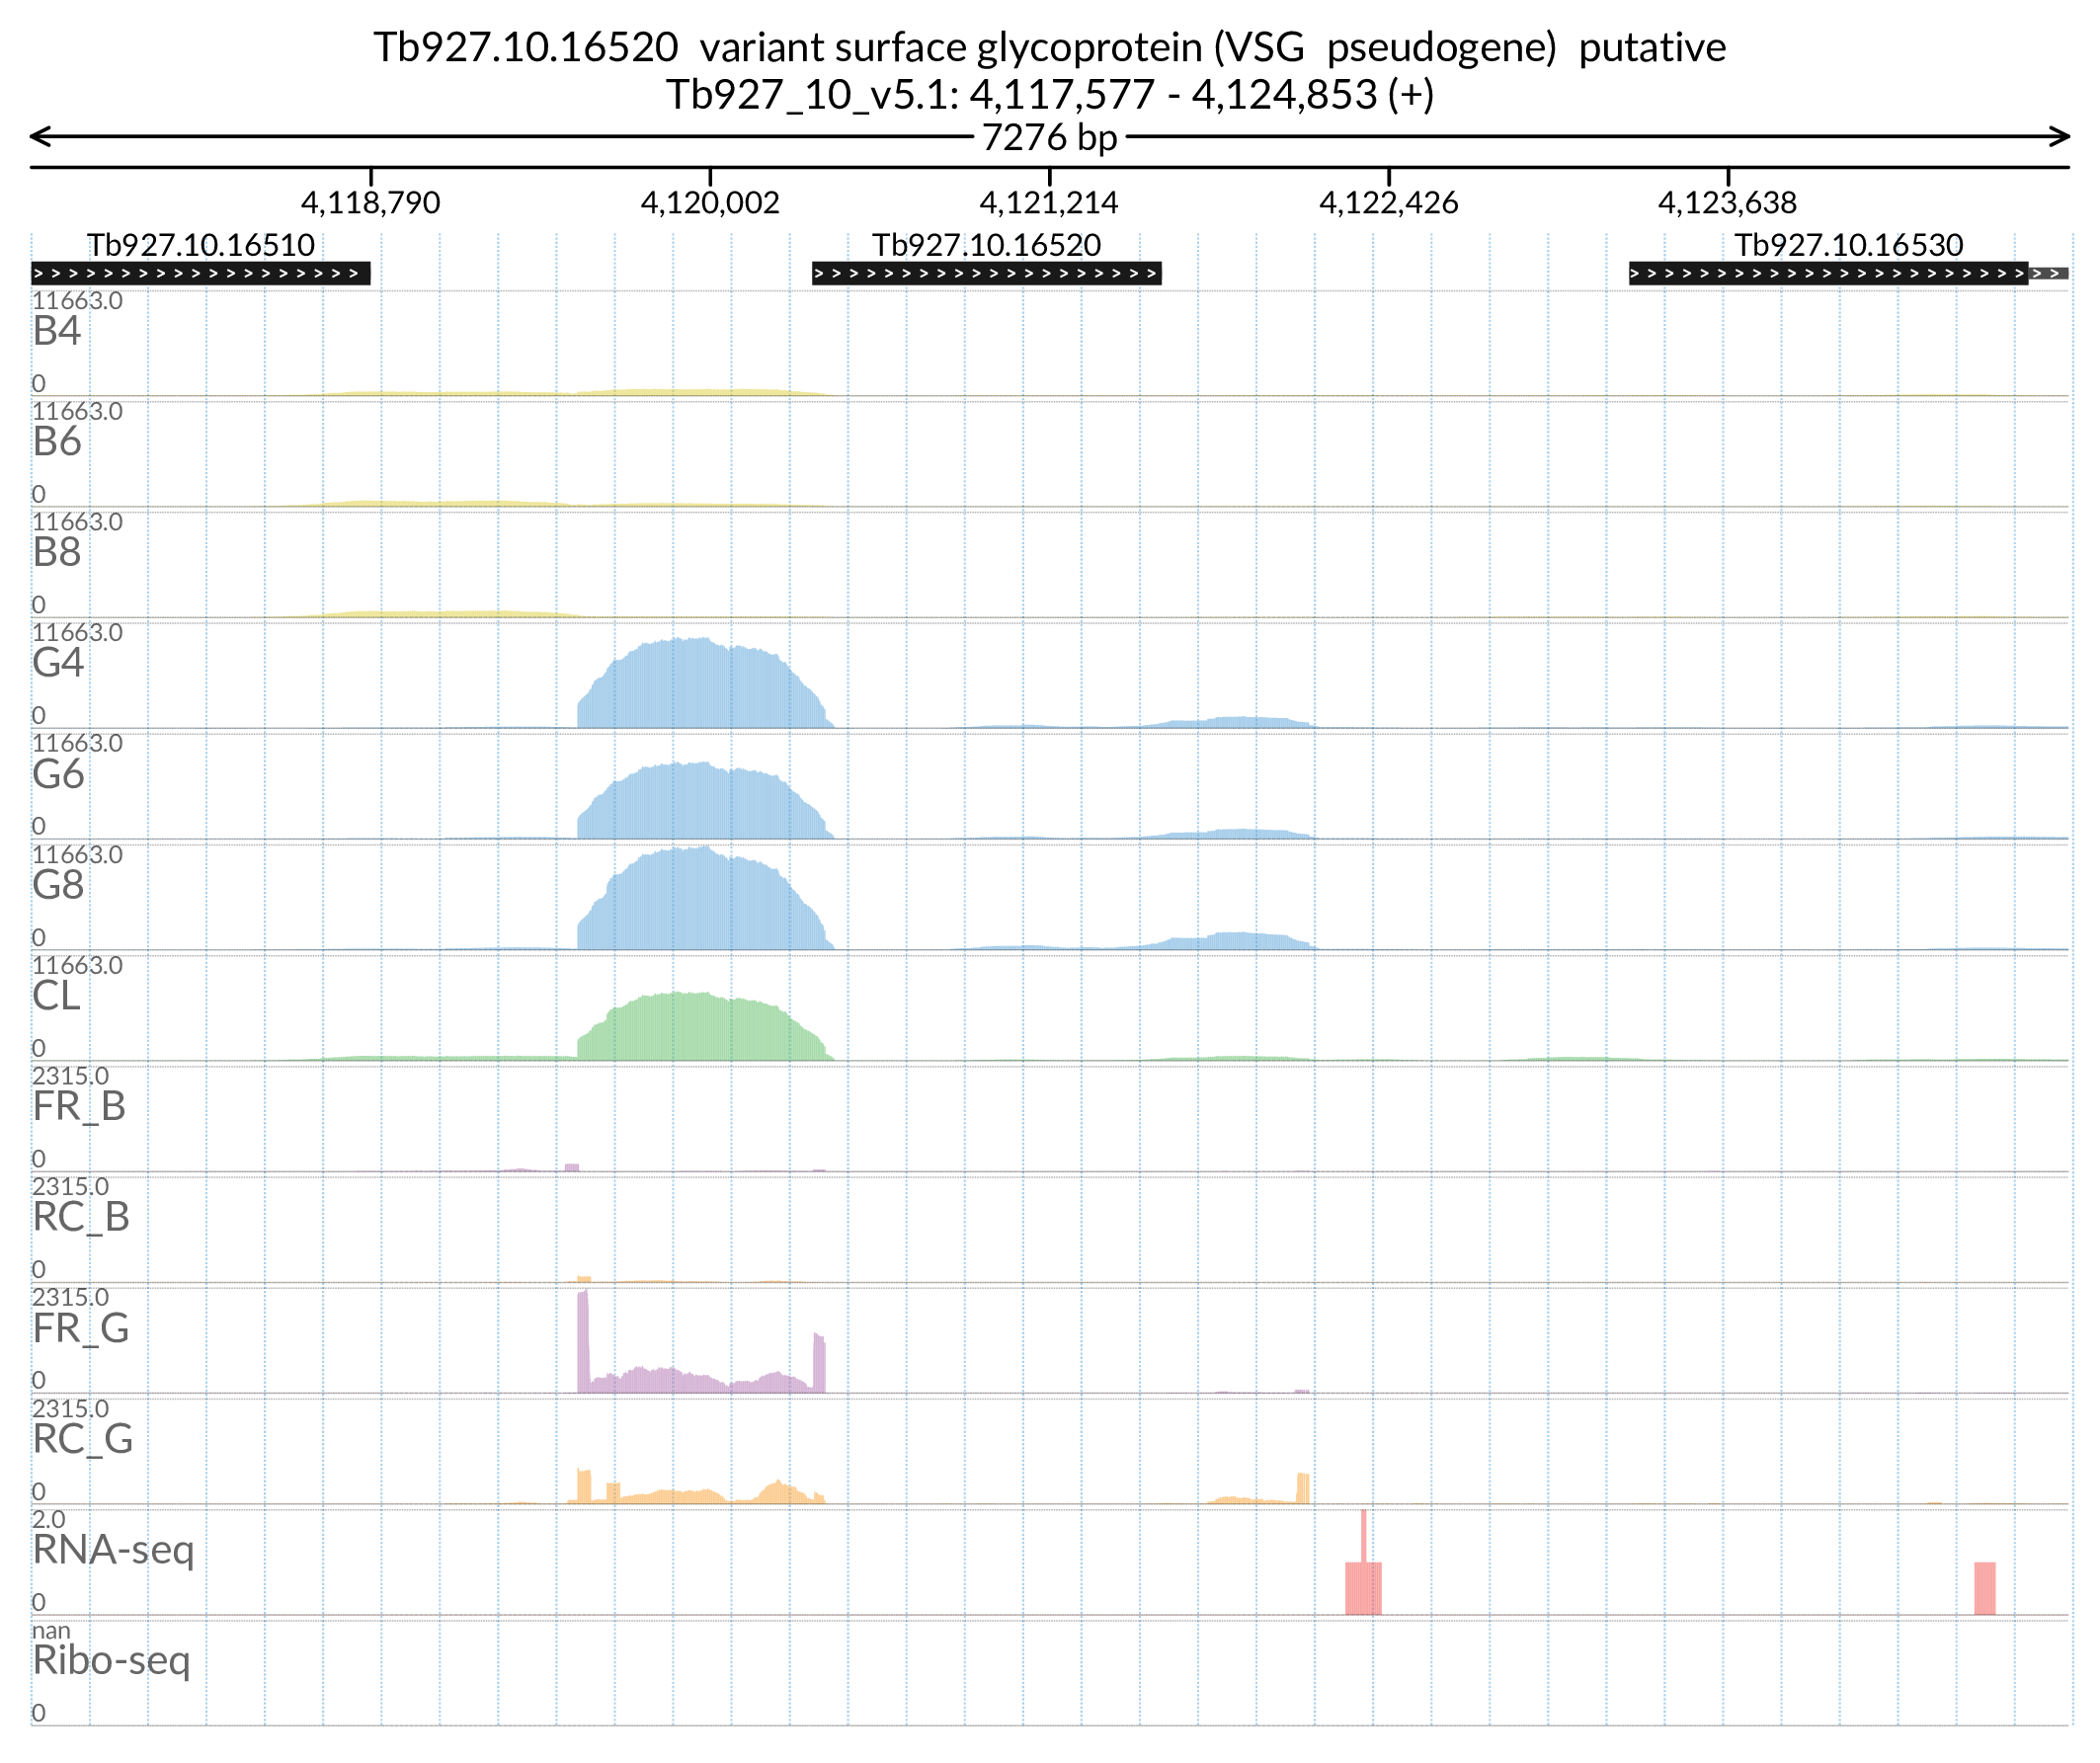 Tb927.10.16520  variant surface glycoprotein (VSG  pseudogene)  putative
Tb927_10_v5.1: 4,117,577 - 4,124,853 (+)
7276 bp
4,118,790 4,120,002 4,121,214 4,122,426 4,123,638
Tb927.10.16510 Tb927.10.16520 Tb927.10.16530
11663.0
B4
0
11663.0
B6
0
11663.0
B8
0
11663.0
G4
0
11663.0
G6
0
11663.0
G8
0
11663.0
CL
0
2315.0
FR_B
0
2315.0
RC_B
0
2315.0
FR_G
0
2315.0
RC_G
0
2.0
RNA-seq
0
nan
Ribo-seq
0